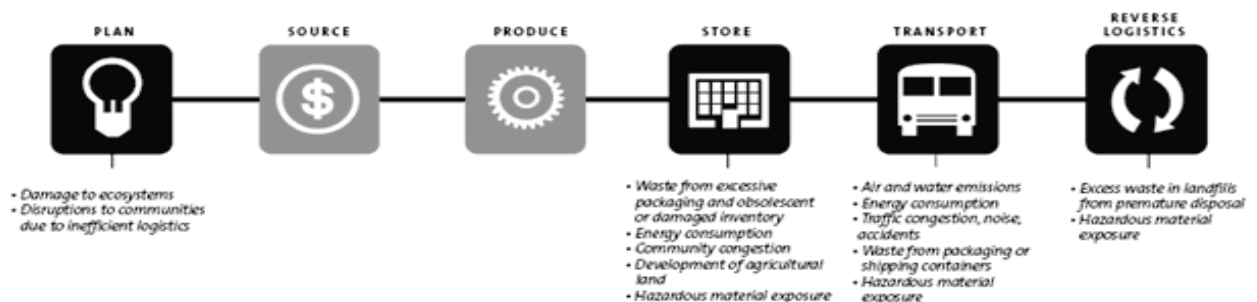 PLAN
SOURCE
PRODUCE
STORE
TRANSPORT
REVERSE
LOGISTICS
$
• Damage to ecosystems
• Disruptions to communities
due to inefficient logistics
• Waste from excessive
packaging and obsolescent
or damaged inventory
• Energy consumption
• Community congestion
• Development of agricultural
land
• Hazardous material exposure
• Air and water emissions
• Energy consumption
• Traffic congestion, noise,
accidents
• Waste from packaging or
shipping containers
• Hazardous material
exposure
• Excess waste in landfills
from premature disposal
• Hazardous material
exposure